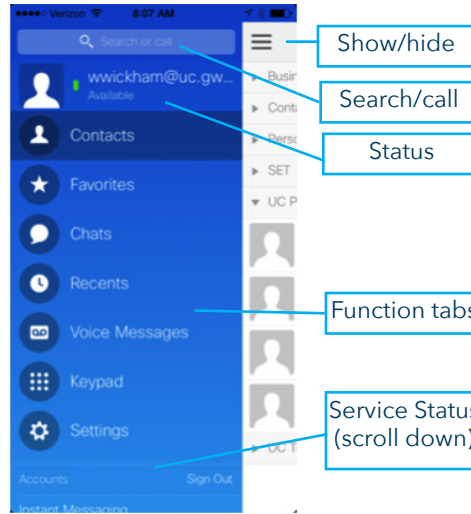 Verizon 8:07 AM
Search or call
Show/hide
wwickham@uc.gw...
Available
Search/call
Status
Contacts
Favorites
Chats
Recents
Voice Messages
Keypad
Settings
Accounts
Sign Out
Instant Messaging
Busin
Conta
Perso
SET
UC P
UC T
Function tabs
Service Status
(scroll down)